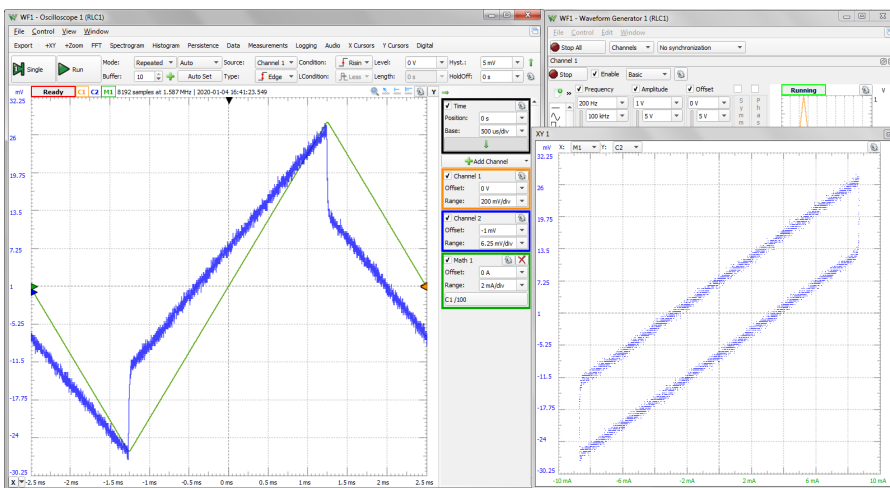 WF1 - Oscilloscope 1 (RLC1)
File Control View Window
Export +XY +Zoom FFT Spectrogram Histogram Persistence Data Measurements Logging Audio X Cursors Y Cursors Digital
Single Run Mode: Repeated Auto Source: Channel 1 Condition: Risin Level: 0 V Hyst.: 5 mV
Buffer: 10 Auto Set Type: Edge LCondition: Less Length: 0 s HoldOff: 0 s
mV Ready C1 C2 M1 8192 samples at 1.587 MHz | 2020-01-04 16:41:23.549 Y
32.25
26
19.75
13.5
7.25
1
-5.25
-11.5
-17.75
-24
-30.25
X -2.5 ms -2 ms -1.5 ms -1 ms -0.5 ms 0 ms 0.5 ms 1 ms 1.5 ms 2 ms 2.5 ms
Time
Position: 0 s
Base: 500 us/div
Add Channel
Channel 1
Offset: 0 V
Range: 200 mV/div
Channel 2
Offset: -1 mV
Range: 6.25 mV/div
Math 1
Offset: 0 A
Range: 2 mA/div
C1/100
WF1 - Waveform Generator 1 (RLC1)
File Control Edit Window
Stop All Channels No synchronization
Channel 1
Stop Enable Basic
Frequency Amplitude Offset
200 Hz 1 V 0 V
100 kHz 5 V 5 V
S y m
P h a s
Running V
1
XY 1
mV X: M1 Y: C2
32.25
26
19.75
13.5
7.25
1
-5.25
-11.5
-17.75
-24
-30.25
-10 mA -6 mA -2 mA 2 mA 6 mA 10 mA